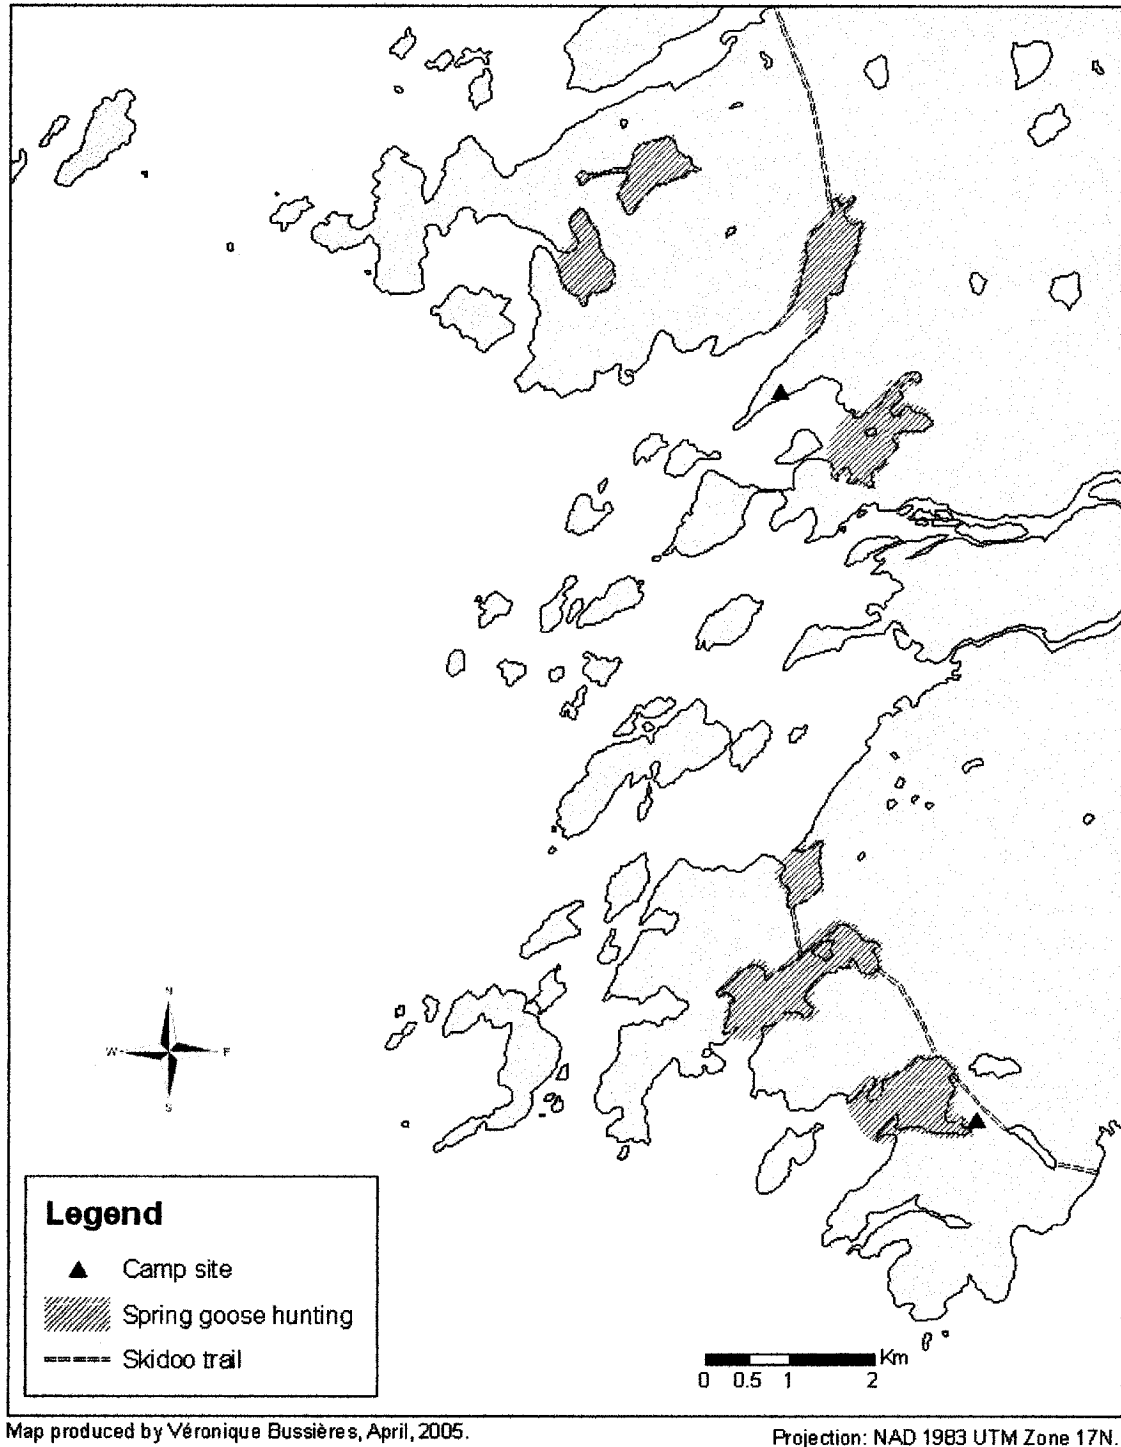 N
W
S
Legend
Camp site
Spring goose hunting
Skidoo trail
Km
0 0.5 1 2
Map produced by Véronique Bussières, April, 2005.
Projection: NAD 1983 UTM Zone 17N.